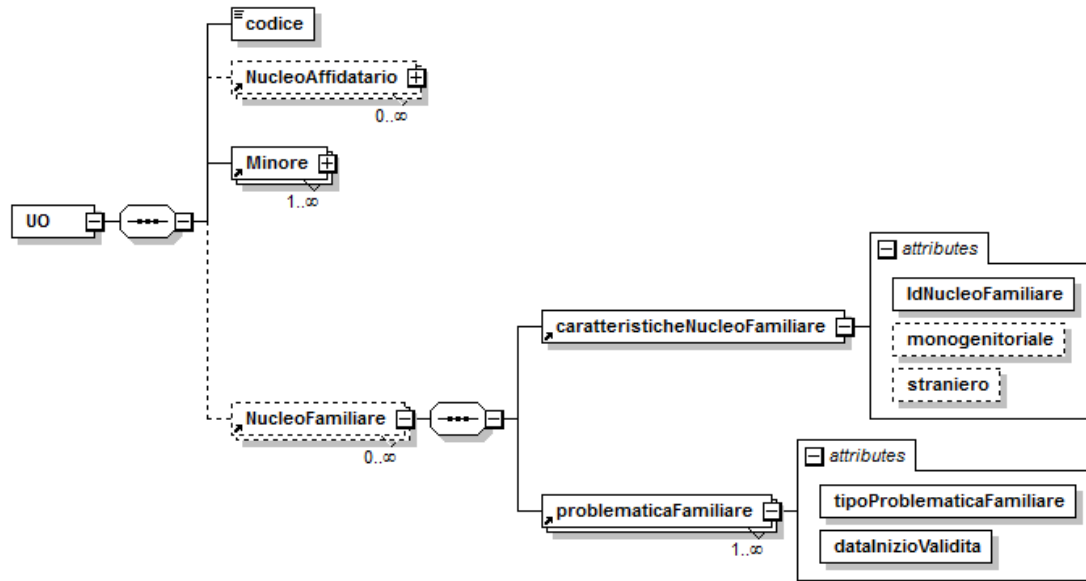 codice
NucleoAffidatario
0..∞
Minore
1..∞
UO
attributes
IdNucleoFamiliare
caratteristicheNucleoFamiliare
monogenitoriale
straniero
NucleoFamiliare
0..∞
attributes
tipoProblematicaFamiliare
problematicaFamiliare
1..∞
dataInizioValidita